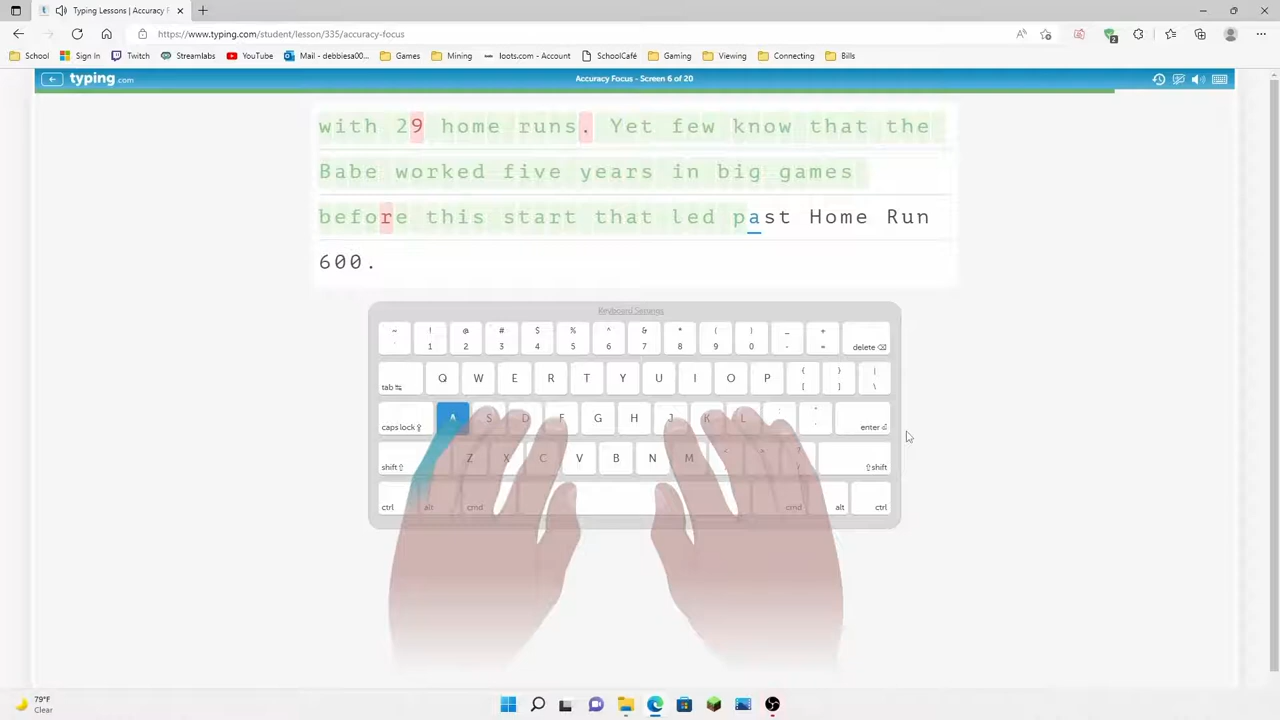 Typing Lessons | Accuracy F
https://www.typing.com/student/lesson/335/accuracy-focus
School Sign In Twitch Streamlabs YouTube Mail - debbiesa00... Games Mining loots.com - Account SchoolCafé Gaming Viewing Connecting Bills
typing.com
Accuracy Focus - Screen 6 of 20
with 29 home runs. Yet few know that the
Babe worked five years in big games
before this start that led past Home Run
600.
Keyboard Settings
~ ! @ # $ % ^ & * ( ) _ +
` 1 2 3 4 5 6 7 8 9 0 - = delete
tab Q W E R T Y U I O P { [ } ] | \
caps lock A S D F G H J K L : ; " ' enter
shift Z X C V B N M shift
ctrl alt cmd cmd alt ctrl
79°F
Clear